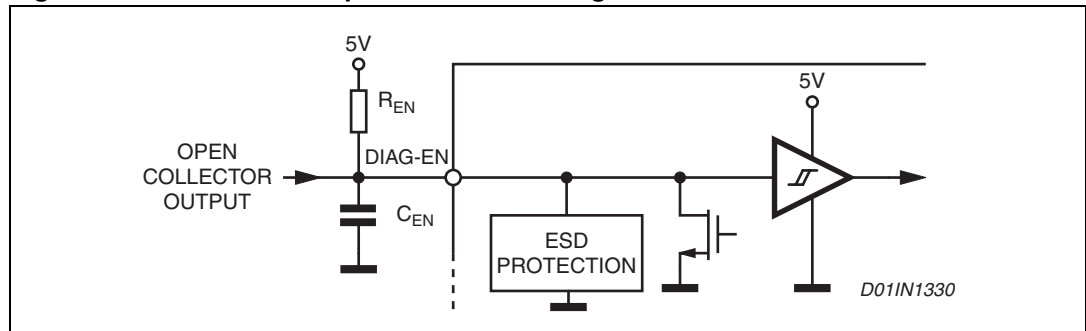 5V
R_EN
5V
DIAG-EN
OPEN
COLLECTOR
OUTPUT
C_EN
ESD
PROTECTION
D01IN1330